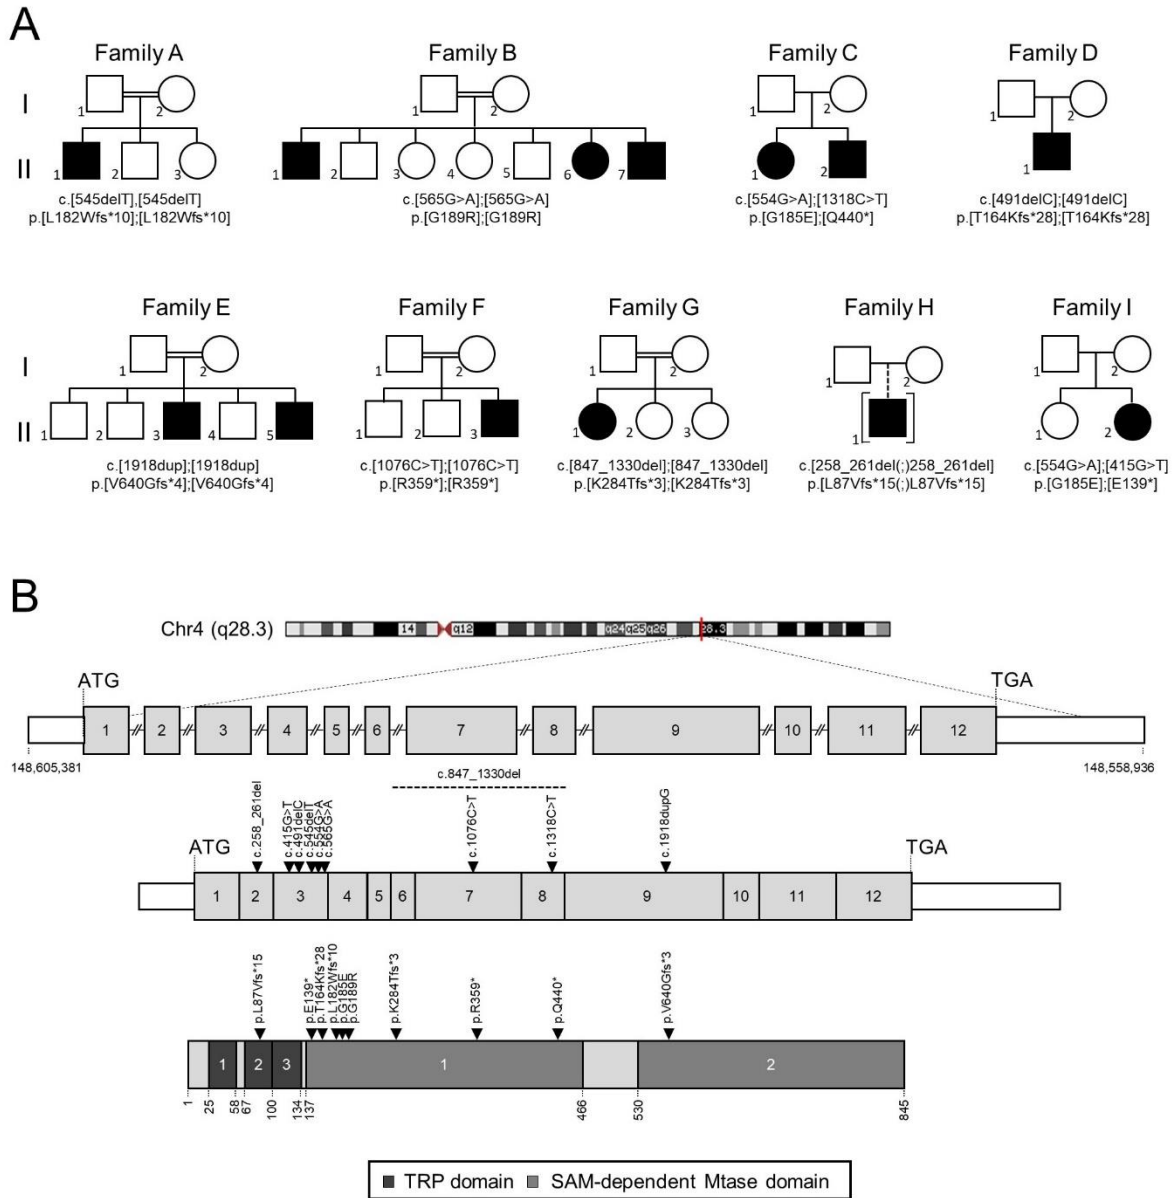 A
Family A
Family B
Family C
Family D
I
1 2 1 2 1 2 1 2
II
1 2 3 1 2 3 4 5 6 7 1 2 1
c.[545delT],[545delT]
p.[L182Wfs*10];[L182Wfs*10]
c.[565G>A];[565G>A]
p.[G189R];[G189R]
c.[554G>A];[1318C>T]
p.[G185E];[Q440*]
c.[491delC];[491delC]
p.[T164Kfs*28];[T164Kfs*28]
Family E
Family F
Family G
Family H
Family I
I
1 2 1 2 1 2 1 2 1 2
II
1 2 3 4 5 1 2 3 1 2 3 1 1 2
c.[1918dup];[1918dup]
p.[V640Gfs*4];[V640Gfs*4]
c.[1076C>T];[1076C>T]
p.[R359*];[R359*]
c.[847_1330del];[847_1330del]
p.[K284Tfs*3];[K284Tfs*3]
c.[258_261del(;)258_261del]
p.[L87Vfs*15(;)L87Vfs*15]
c.[554G>A];[415G>T]
p.[G185E];[E139*]
B
Chr4 (q28.3)
14 q12 q24 q25 q26 28.3
ATG
TGA
1 2 3 4 5 6 7 8 9 10 11 12
148,605,381
148,558,936
c.847_1330del
c.258_261del
c.415G>T
c.491delC
c.545delT
c.554G>A
c.565G>A
c.1076C>T
c.1318C>T
c.1918dupG
ATG
TGA
1 2 3 4 5 6 7 8 9 10 11 12
p.L87Vfs*15
p.E139*
p.T164Kfs*28
p.L182Wfs*10
p.G185E
p.G189R
p.K284Tfs*3
p.R359*
p.Q440*
p.V640Gfs*3
1 2 3 1 2
1 25 58 67 100 134 137 466 530 845
TRP domain
SAM-dependent Mtase domain